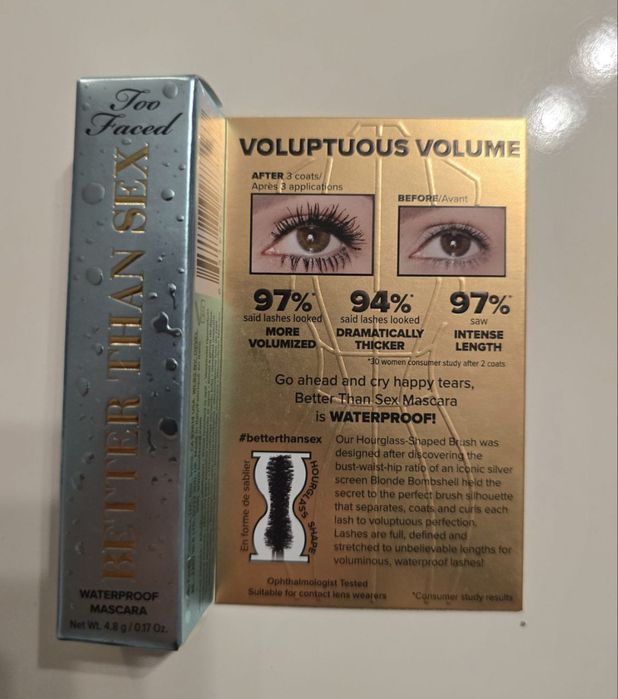 Too
Faced
BETTER THAN SEX
WATERPROOF
MASCARA
Net Wt. 4.8 g / 0.17 Oz.
VOLUPTUOUS VOLUME
AFTER 3 coats/
Après 3 applications
BEFORE/Avant
97%*
said lashes looked
MORE
VOLUMIZED
94%*
said lashes looked
DRAMATICALLY
THICKER
97%*
saw
INTENSE
LENGTH
*30 women consumer study after 2 coats
Go ahead and cry happy tears,
Better Than Sex Mascara
is WATERPROOF!
#betterthansex
En forme de sablier
HOURGLASS SHAPE
Our Hourglass-Shaped Brush was
designed after discovering the
bust-waist-hip ratio of an iconic silver
screen Blonde Bombshell held the
secret to the perfect brush silhouette
that separates, coats and curls each
lash to voluptuous perfection.
Lashes are full, defined and
stretched to unbelievable lengths for
voluminous, waterproof lashes!
Ophthalmologist Tested
Suitable for contact lens wearers
*Consumer study results